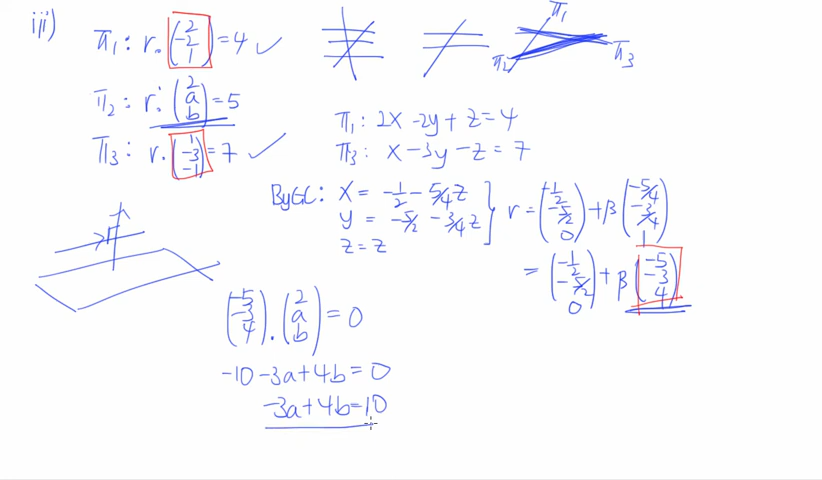 iii)
π₁: r. (2 -2 1) = 4 ✓
π₂: r. (2 a b) = 5
π₃: r. (1 -3 -1) = 7 ✓
π₁
π₂
π₃
π₁: 2x -2y + z = 4
π₃: x -3y -z = 7
By GC: x = -1/2 - 5/4 z
y = -5/2 - 3/4 z
z = z
r = (-1/2 -5/2 0) + β (-5/4 -3/4 1)
= (-1/2 -5/2 0) + β (-5 -3 4)
(-5 -3 4) . (2 a b) = 0
-10 -3a + 4b = 0
-3a + 4b = 10